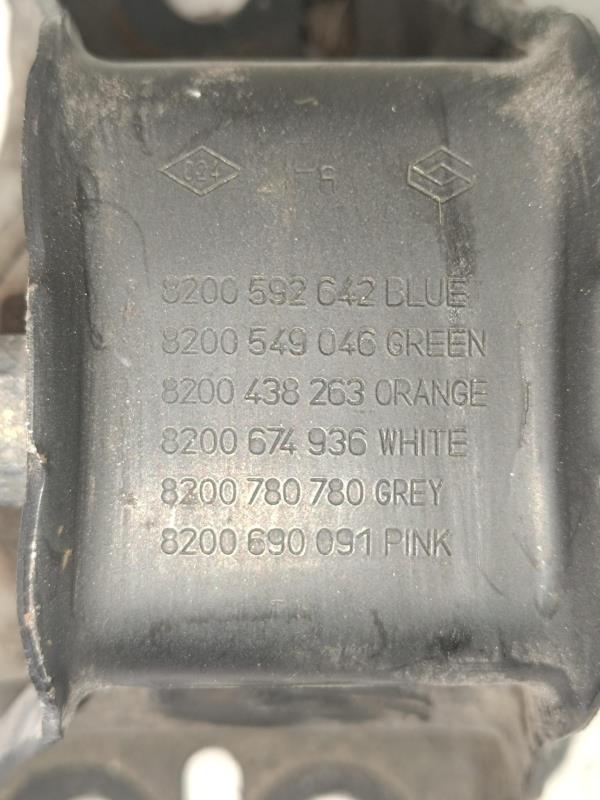 024
8200 592 642 BLUE
8200 549 046 GREEN
8200 438 263 ORANGE
8200 674 936 WHITE
8200 780 780 GREY
8200 690 091 PINK